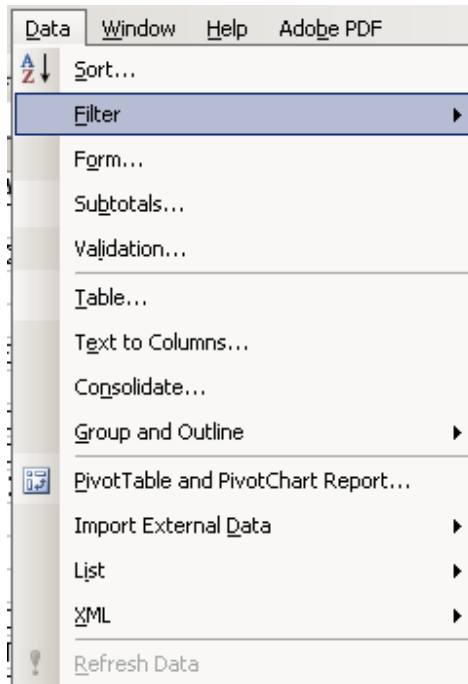 Data Window Help Adobe PDF
Sort...
Filter
Form...
Subtotals...
Validation...
Table...
Text to Columns...
Consolidate...
Group and Outline
PivotTable and PivotChart Report...
Import External Data
List
XML
Refresh Data